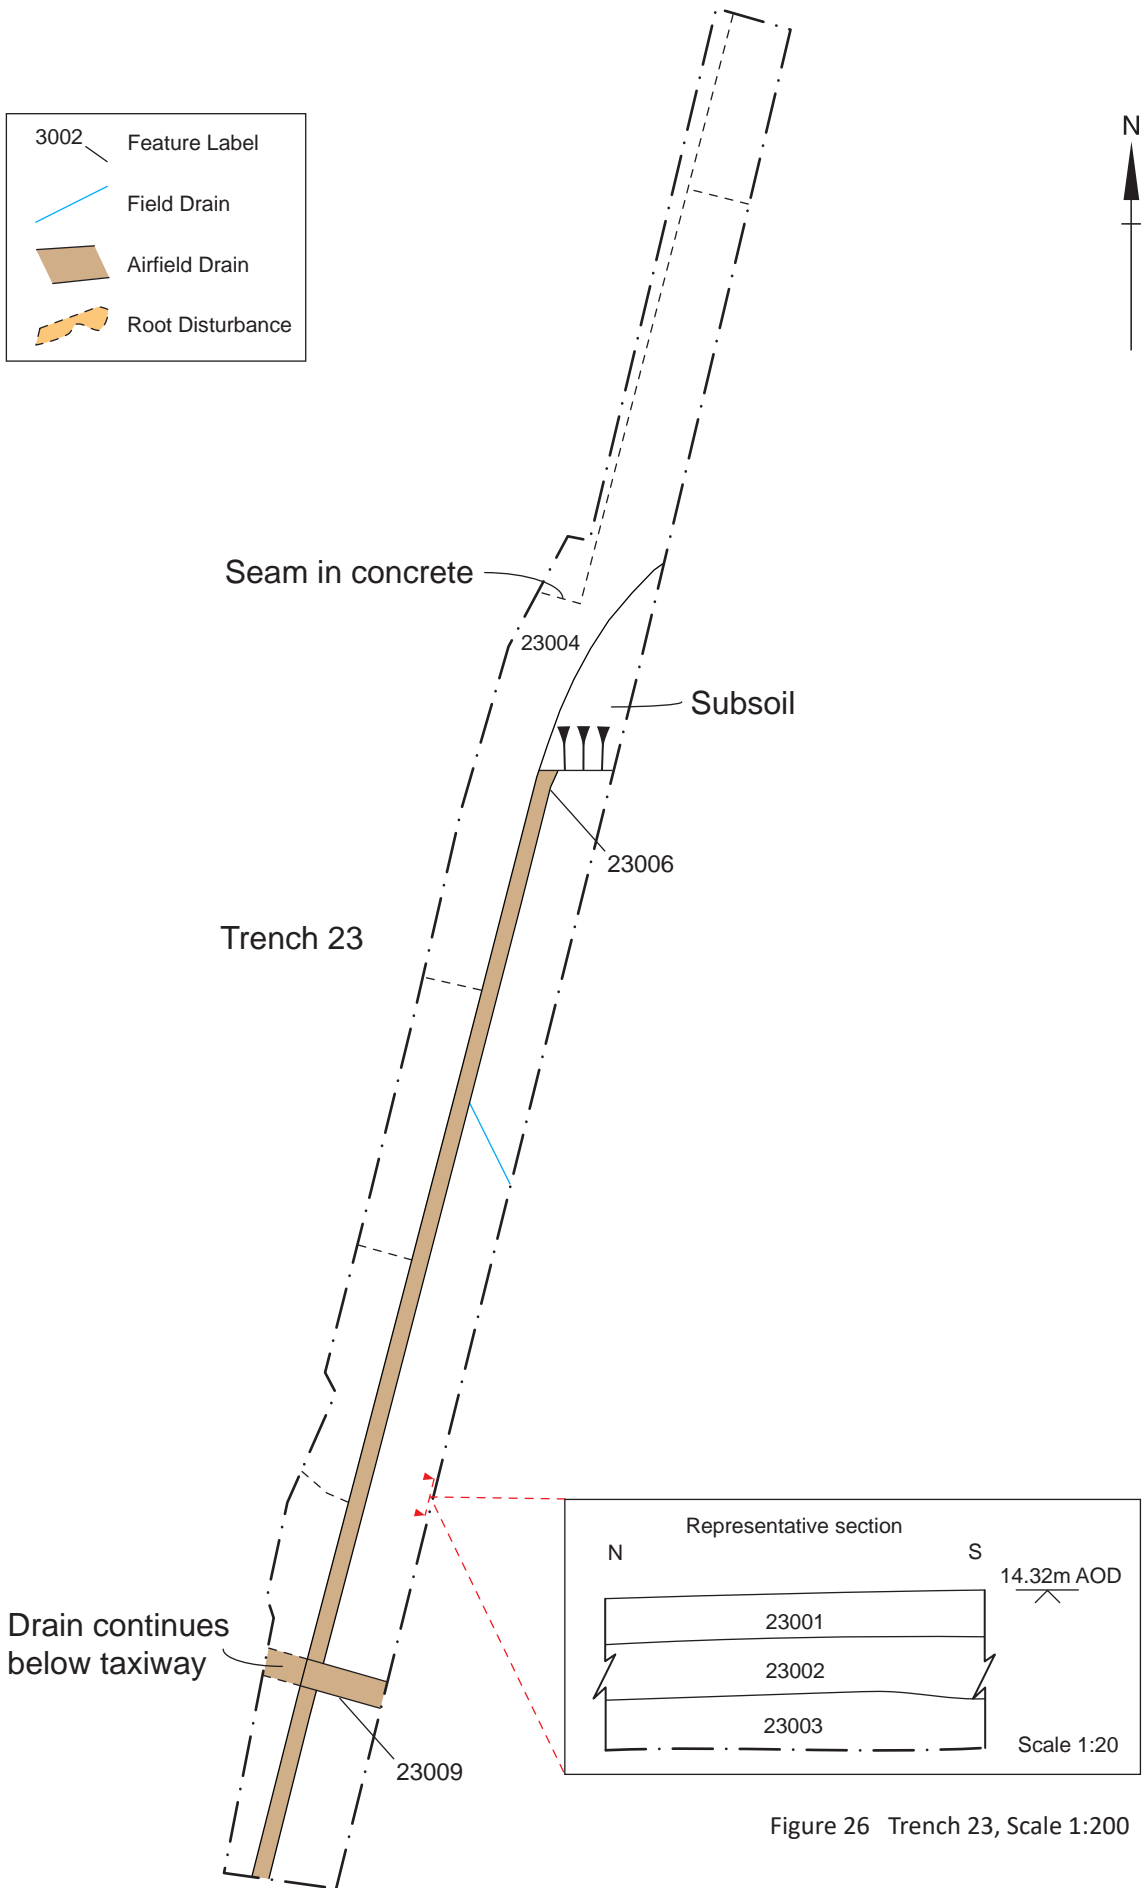 3002
Feature Label
Field Drain
Airfield Drain
Root Disturbance
N
Seam in concrete
23004
Subsoil
23006
Trench 23
Drain continues
below taxiway
23009
Representative section
N
S
14.32m AOD
23001
23002
23003
Scale 1:20
Figure 26 Trench 23, Scale 1:200